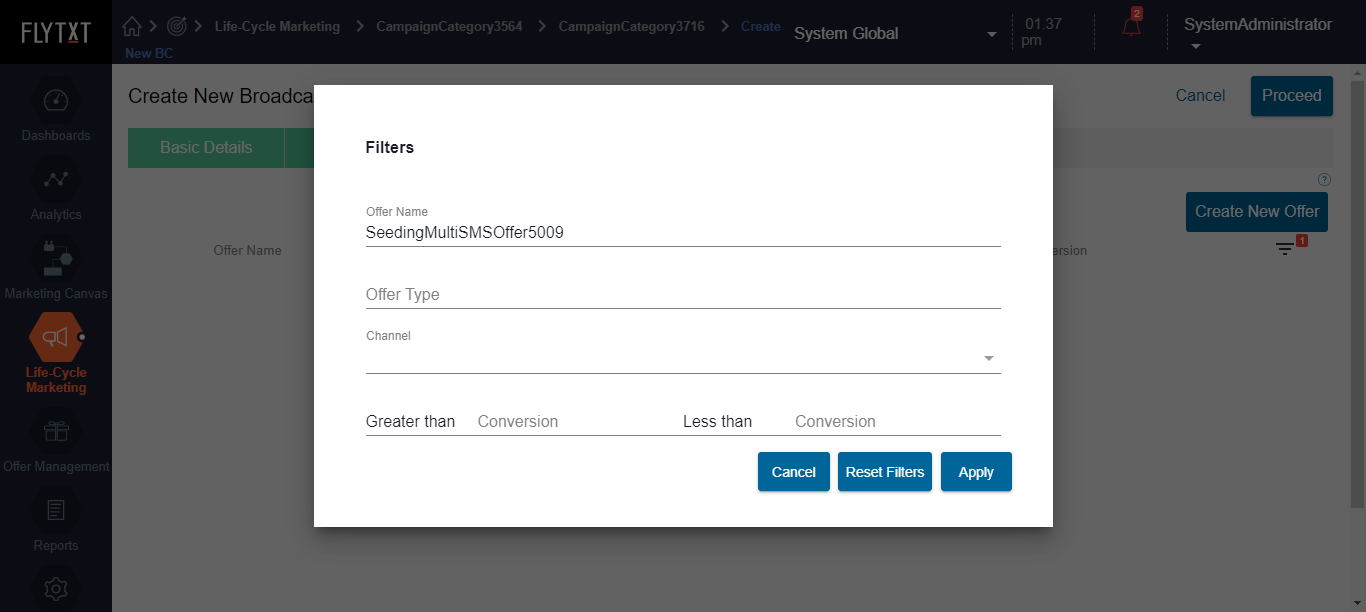 FLYTXT
Life-Cycle Marketing
CampaignCategory3564
CampaignCategory3716
Create
New BC
System Global
01.37
pm
2
SystemAdministrator
Dashboards
Analytics
Marketing Canvas
Life-Cycle
Marketing
Offer Management
Reports
Create New Broadca
Cancel
Proceed
Basic Details
?
Create New Offer
Offer Name
ersion
1
Filters
Offer Name
SeedingMultiSMSOffer5009
Offer Type
Channel
Greater than Conversion Less than Conversion
Cancel Reset Filters Apply